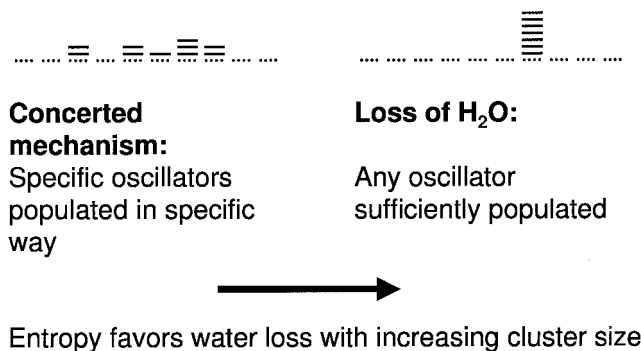 Concerted
mechanism:
Specific oscillators
populated in specific
way
Loss of H₂O:
Any oscillator
sufficiently populated
Entropy favors water loss with increasing cluster size